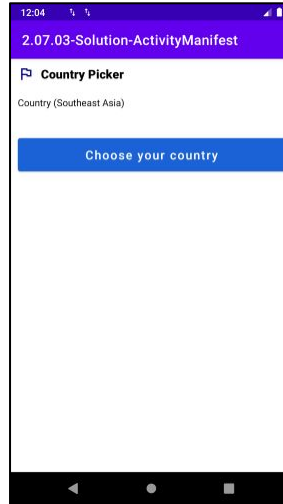 12:04
2.07.03-Solution-ActivityManifest
Country Picker
Country (Southeast Asia)
Choose your country